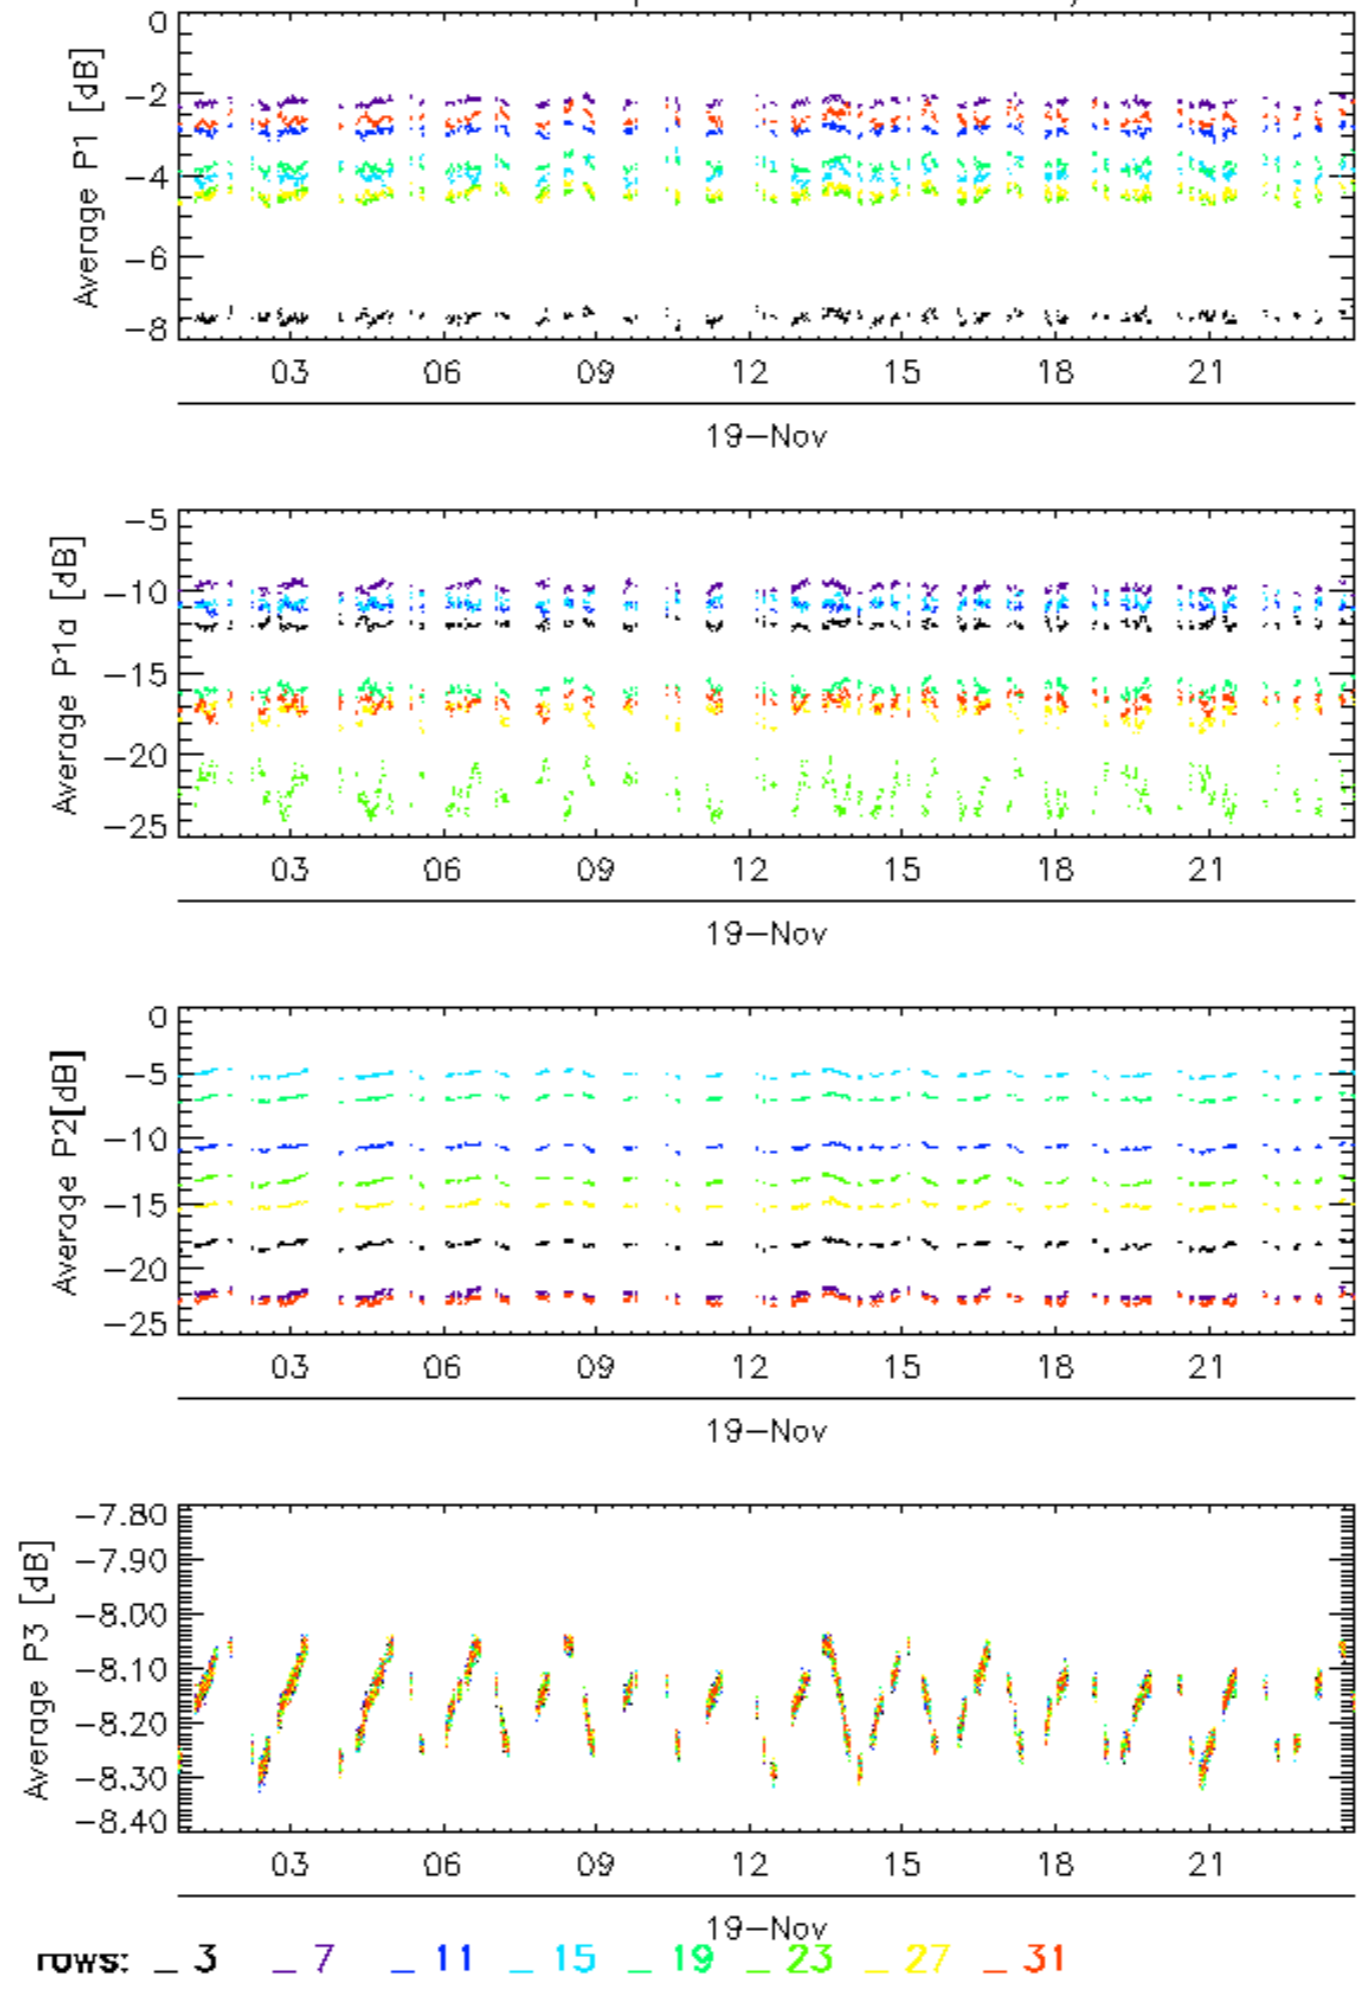 0
Average P1 [dB]
−2
−4
−6
−8
03 06 09 12 15 18 21
19−Nov
−5
Average P1a [dB]
−10
−15
−20
−25
03 06 09 12 15 18 21
19−Nov
0
Average P2[dB]
−5
−10
−15
−20
−25
03 06 09 12 15 18 21
19−Nov
−7.80
Average P3 [dB]
−7.90
−8.00
−8.10
−8.20
−8.30
−8.40
03 06 09 12 15 18 21
19−Nov
rows: _ 3 _ 7 _ 11 _ 15 _ 19 _ 23 _ 27 _ 31